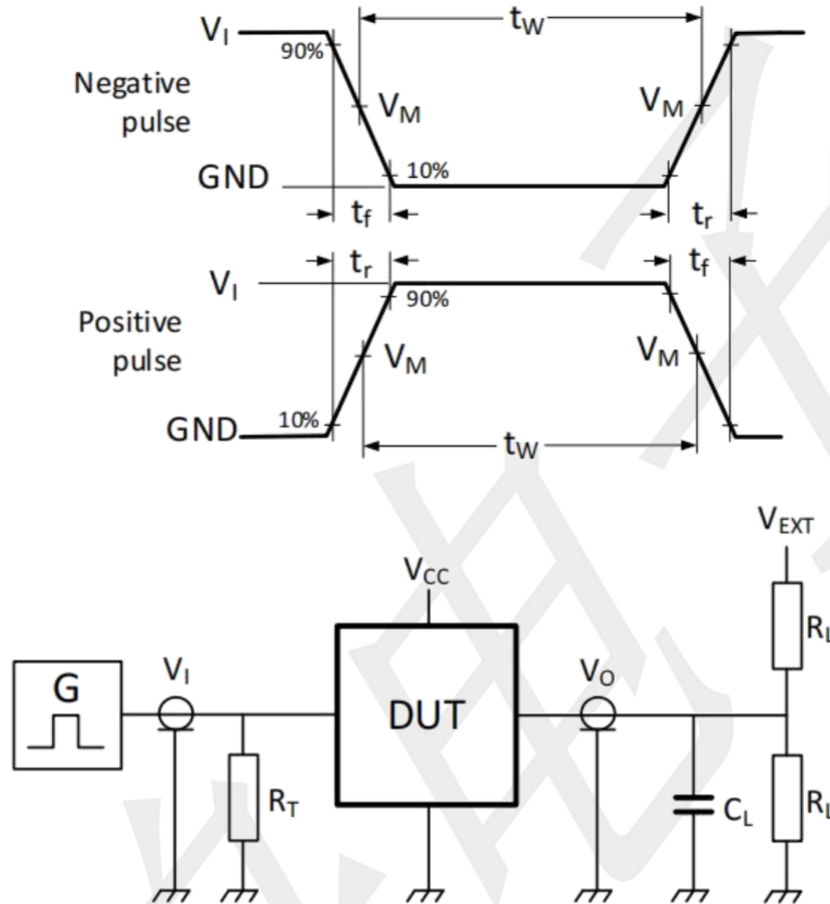 V_I
90%
t_W
Negative
pulse
V_M
V_M
GND
10%
t_f
t_r
t_r
t_f
V_I
90%
Positive
pulse
V_M
V_M
GND
10%
t_W
V_EXT
V_CC
R_L
G
V_I
DUT
V_O
R_T
C_L
R_L